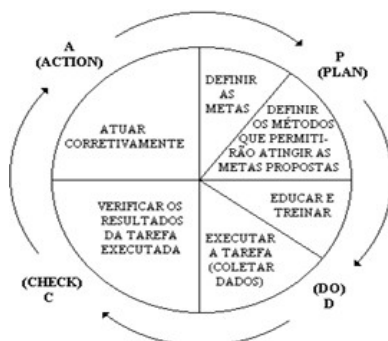 A
(ACTION)
P
(PLAN)
DEFINIR
AS
METAS
DEFINIR
OS MÉTODOS
QUE PERMITI-
RÃO ATINGIR AS
METAS PROPOSTAS
ATUAR
CORRETIVAMENTE
EDUCAR E
TREINAR
EXECUTAR
A TAREFA
(COLETAR
DADOS)
VERIFICAR OS
RESULTADOS
DA TAREFA
EXECUTADA
(CHECK)
C
(DO)
D